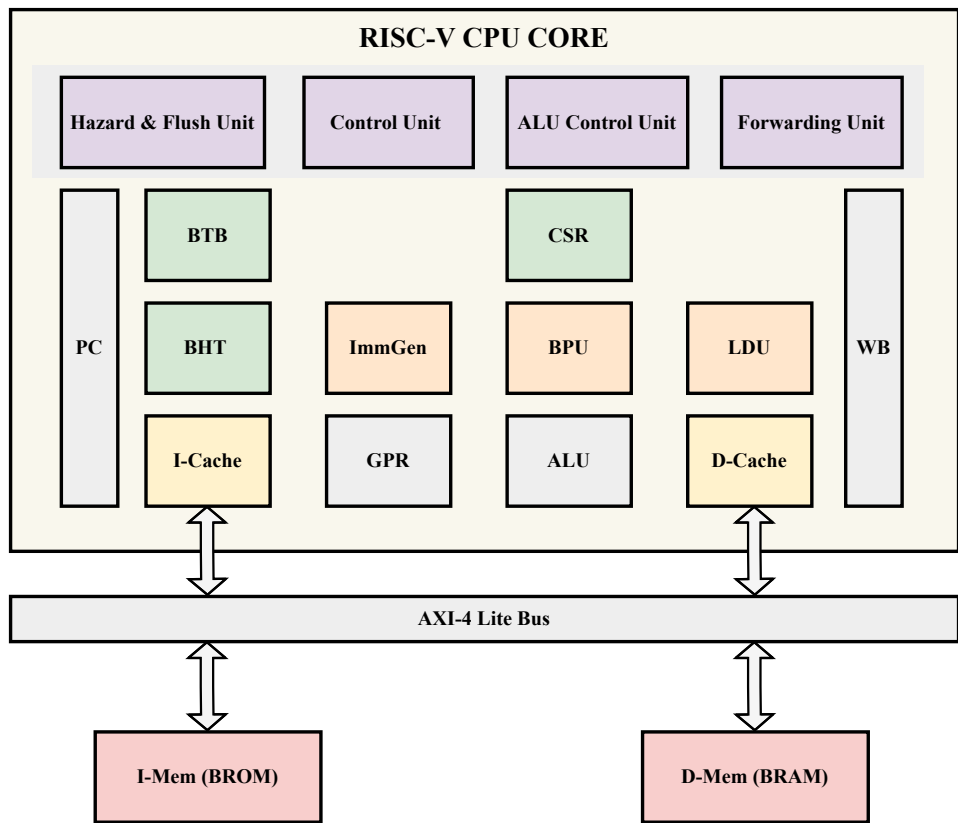 RISC-V CPU CORE
Hazard & Flush Unit
Control Unit
ALU Control Unit
Forwarding Unit
BTB
CSR
PC
BHT
ImmGen
BPU
LDU
WB
I-Cache
GPR
ALU
D-Cache
AXI-4 Lite Bus
I-Mem (BROM)
D-Mem (BRAM)